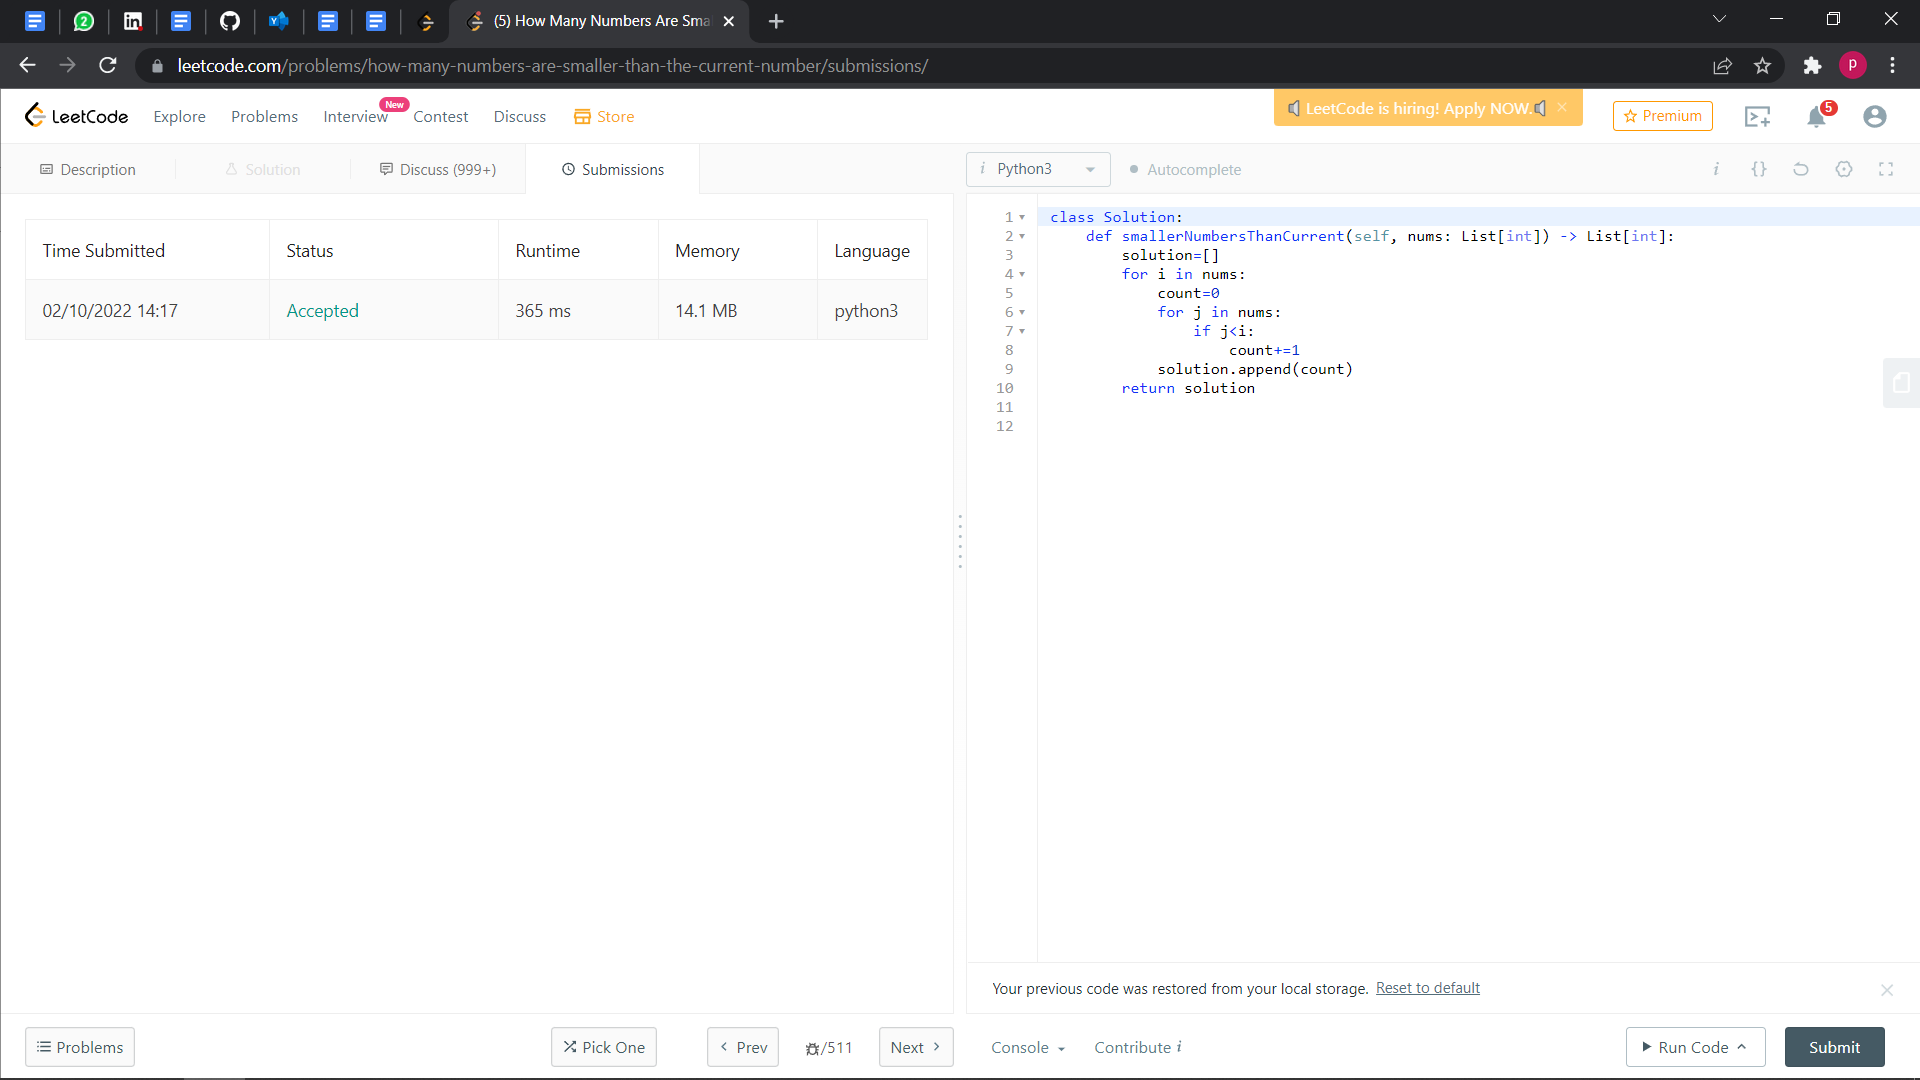 2
in
(5) How Many Numbers Are Sma
leetcode.com/problems/how-many-numbers-are-smaller-than-the-current-number/submissions/
P
LeetCode
Explore
Problems
Interview
New
Contest
Discuss
Store
LeetCode is hiring! Apply NOW.
Premium
5
Description
Solution
Discuss (999+)
Submissions
i Python3
Autocomplete
i {}
Time Submitted Status Runtime Memory Language
02/10/2022 14:17 Accepted 365 ms 14.1 MB python3
1 class Solution:
2 def smallerNumbersThanCurrent(self, nums: List[int]) -> List[int]:
3 solution=[]
4 for i in nums:
5 count=0
6 for j in nums:
7 if j<i:
8 count+=1
9 solution.append(count)
10 return solution
11
12
Your previous code was restored from your local storage. Reset to default
Problems
Pick One
Prev
/511
Next
Console
Contribute i
Run Code
Submit